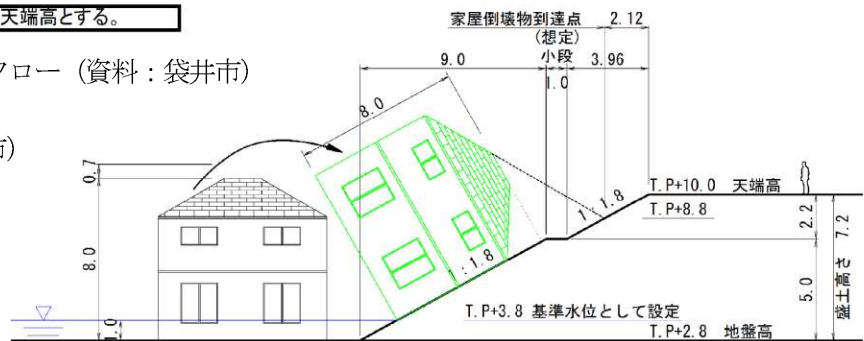 天端高とする。
フロー（資料：袋井市）
市）
家屋倒壊物到達点
（想定）
2.12
9.0
小段
3.96
1.0
8.0
0.7
8.0
1.0
1:1.8
1:1.8
T.P+10.0 天端高
T.P+8.8
2.2
5.0
盛土高さ 7.2
T.P+3.8 基準水位として設定
T.P+2.8 地盤高